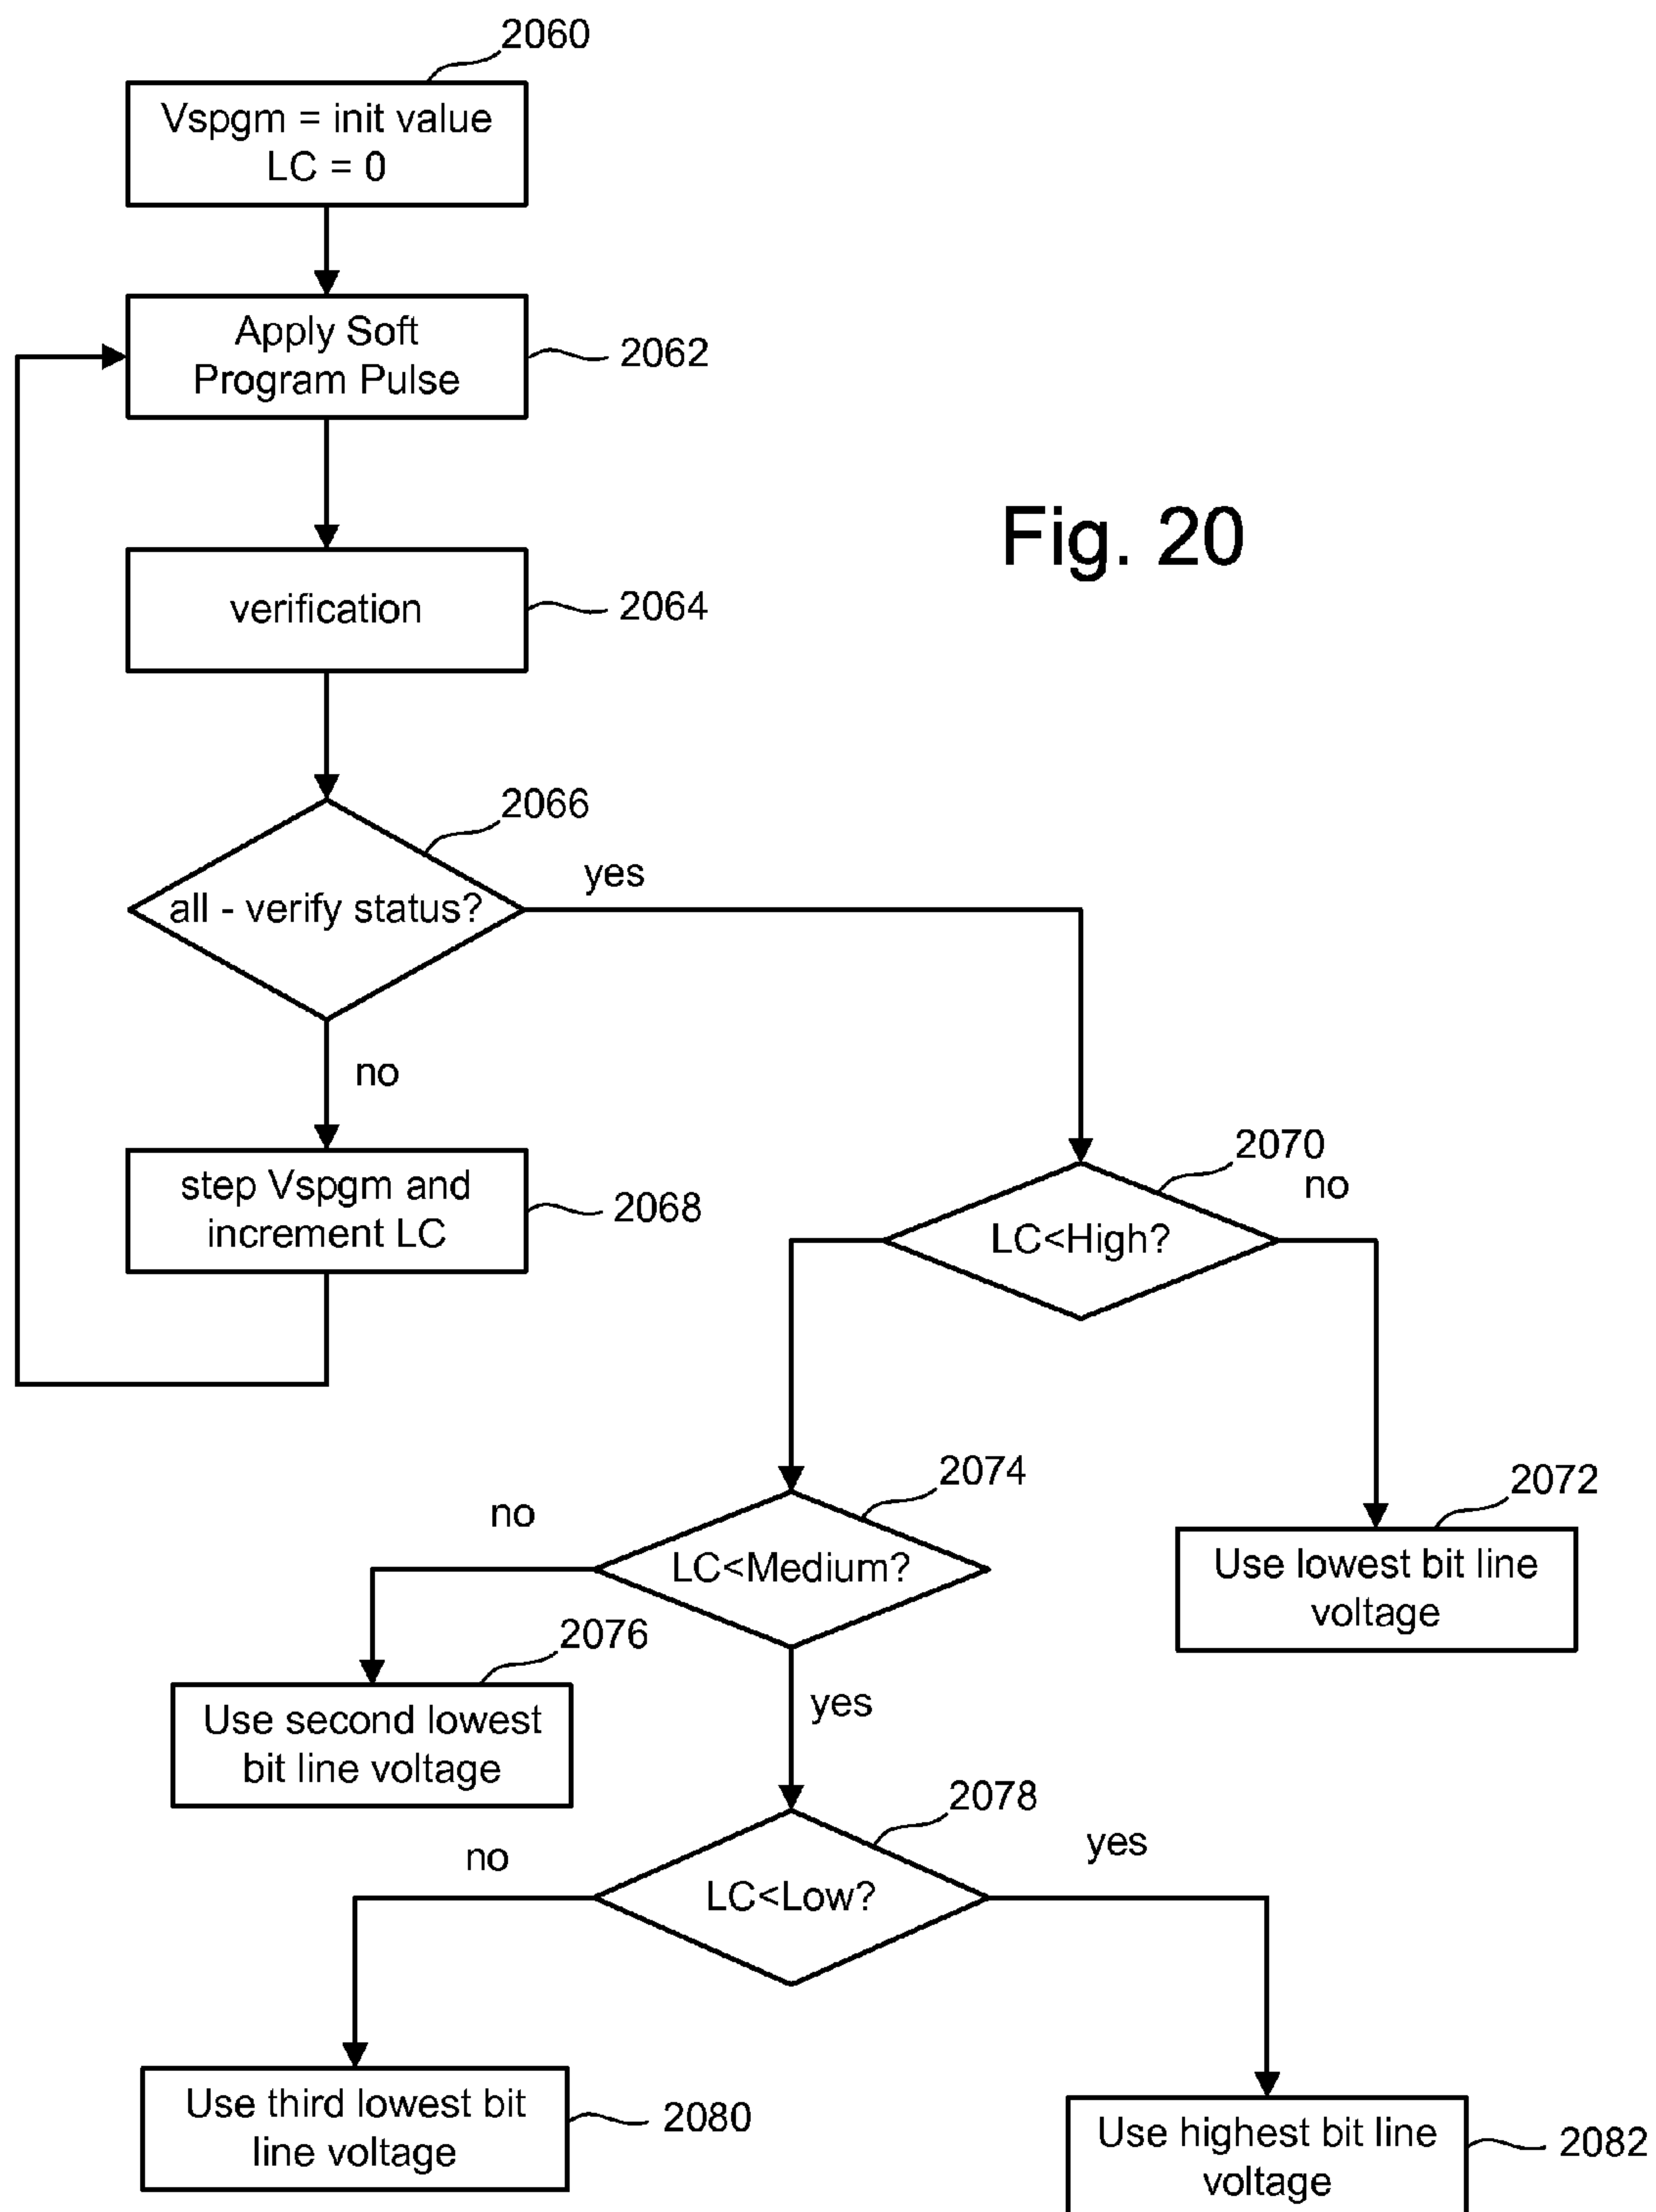 2060
Vspgm = init value
LC = 0
Apply Soft
Program Pulse
2062
Fig. 20
verification
2064
2066
yes
all - verify status?
no
step Vspgm and
increment LC
2068
2070
no
LC<High?
2074
no
LC<Medium?
2072
Use lowest bit line
voltage
2076
Use second lowest
bit line voltage
yes
2078
no
yes
LC<Low?
Use third lowest bit
line voltage
2080
Use highest bit line
voltage
2082